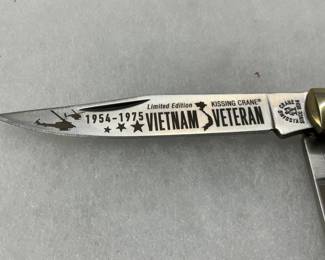 Limited Edition KISSING CRANE®
1954-1975 VIETNAM VETERAN